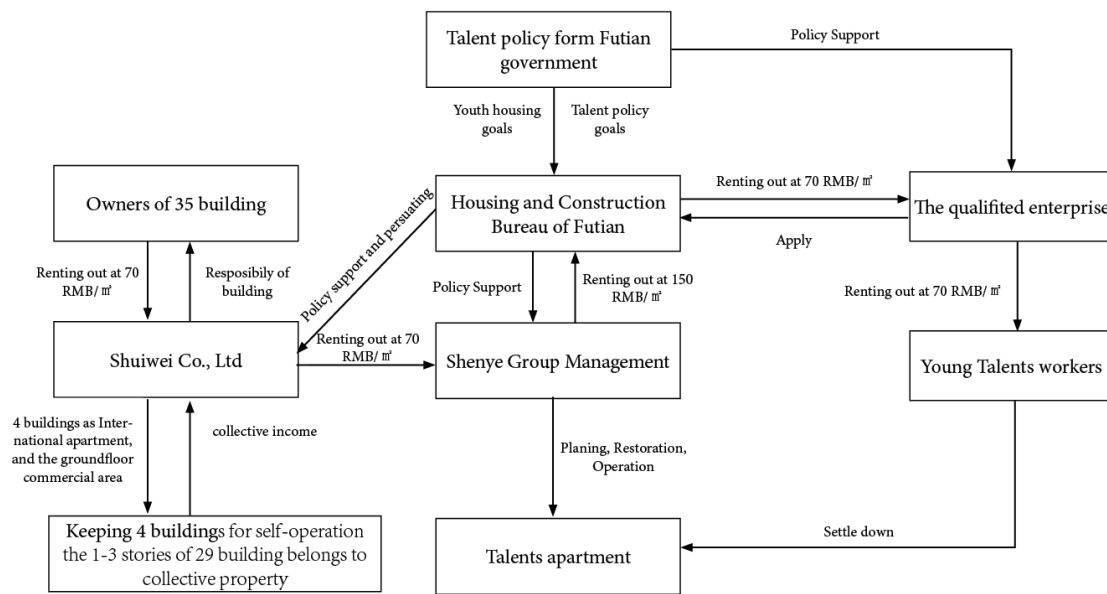 Talent policy form Futian
government
Policy Support
Youth housing
goals
Talent policy
goals
Owners of 35 building
Housing and Construction
Bureau of Futian
Renting out at 70 RMB/㎡
The qualifited enterprise
Apply
Renting out at 70
RMB/㎡
Resposibily of
building
Policy support and persuating
Policy Support
Renting out at 150
RMB/㎡
Renting out at 70 RMB/㎡
Shuiwei Co., Ltd
Renting out at 70
RMB/㎡
Shenye Group Management
Young Talents workers
4 buildings as Inter-
national apartment,
and the groundfloor
commercial area
collective income
Planing, Restoration,
Operation
Keeping 4 buildings for self-operation
the 1-3 stories of 29 building belongs to
collective property
Talents apartment
Settle down